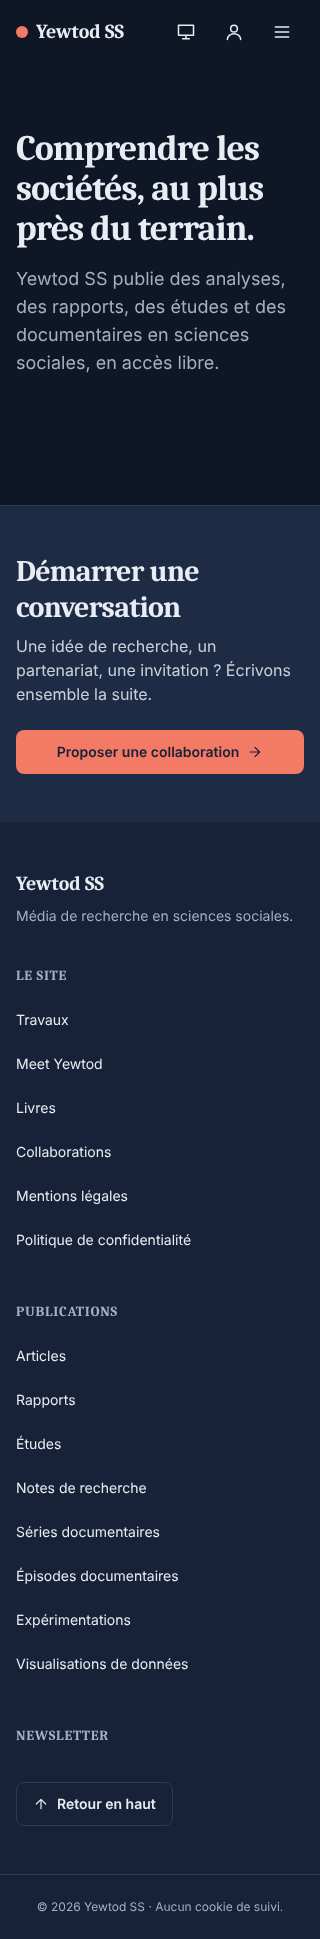 Yewtod SS
Comprendre les
sociétés, au plus
près du terrain.
Yewtod SS publie des analyses,
des rapports, des études et des
documentaires en sciences
sociales, en accès libre.
Démarrer une
conversation
Une idée de recherche, un
partenariat, une invitation ? Écrivons
ensemble la suite.
Proposer une collaboration →
Yewtod SS
Média de recherche en sciences sociales.
LE SITE
Travaux
Meet Yewtod
Livres
Collaborations
Mentions légales
Politique de confidentialité
PUBLICATIONS
Articles
Rapports
Études
Notes de recherche
Séries documentaires
Épisodes documentaires
Expérimentations
Visualisations de données
NEWSLETTER
↑ Retour en haut
© 2026 Yewtod SS · Aucun cookie de suivi.